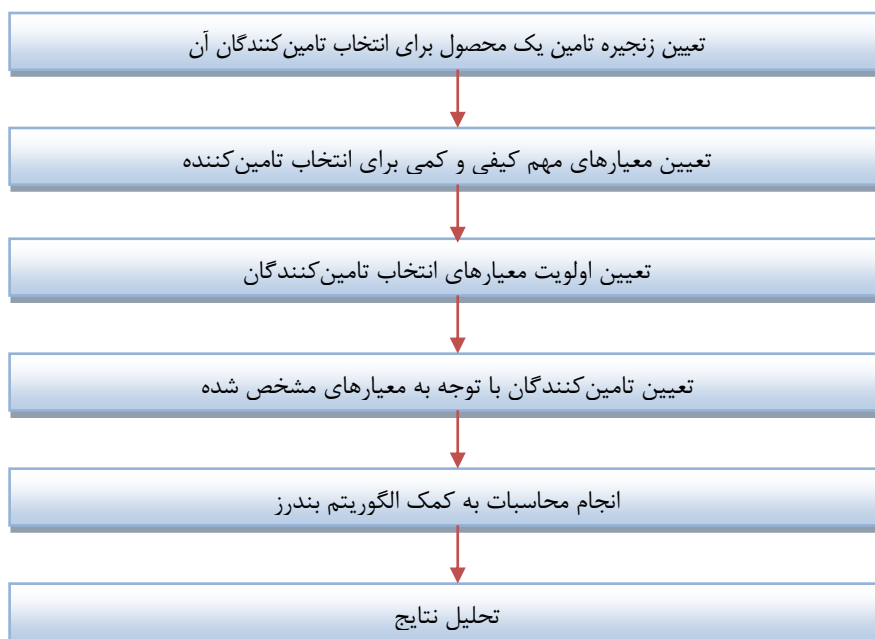 تعیین زنجیره تامین یک محصول برای انتخاب تامین‌کنندگان آن
تعیین معیارهای مهم کیفی و کمی برای انتخاب تامین‌کننده
تعیین اولویت معیارهای انتخاب تامین‌کنندگان
تعیین تامین‌کنندگان با توجه به معیارهای مشخص شده
انجام محاسبات به کمک الگوریتم بندرز
تحلیل نتایج